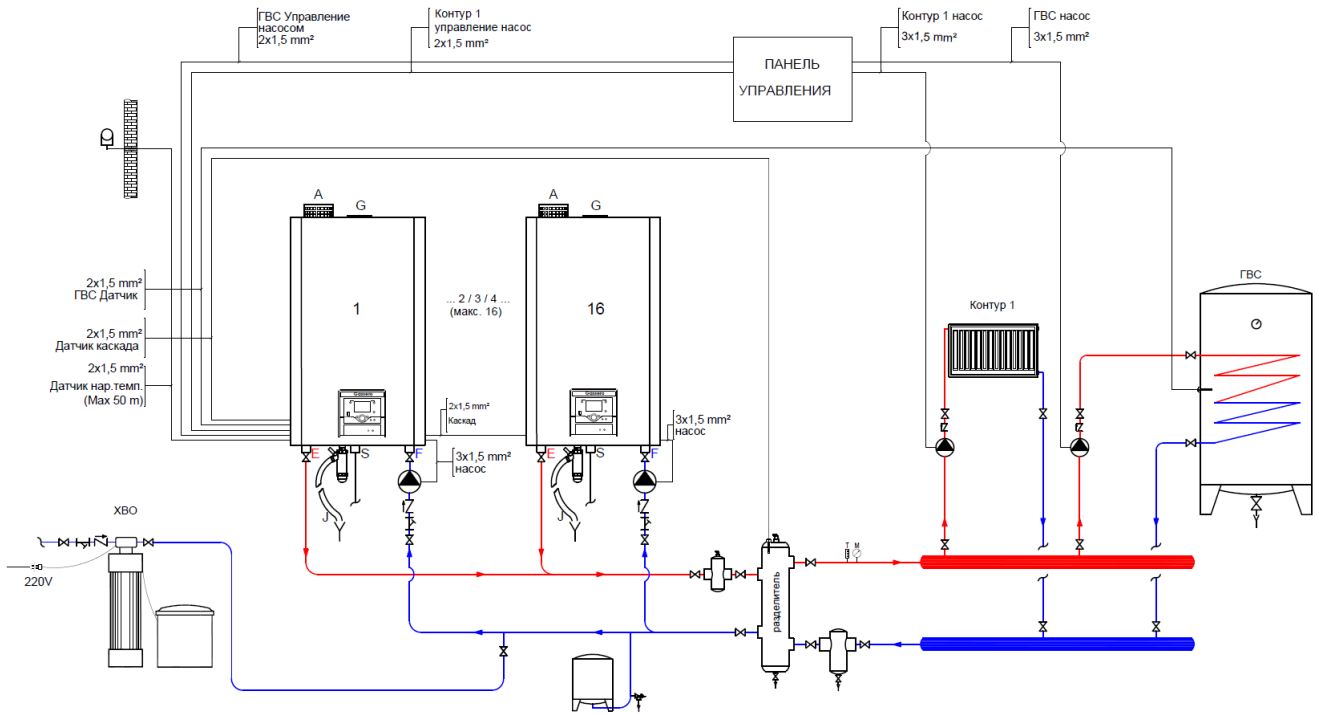 ГВС Управление
насосом
2x1,5 mm²
Контур 1
управление насос
2x1,5 mm²
Контур 1 насос
3x1,5 mm²
ГВС насос
3x1,5 mm²
ПАНЕЛЬ
УПРАВЛЕНИЯ
A
G
A
G
2x1,5 mm²
ГВС Датчик
2x1,5 mm²
Датчик каскада
2x1,5 mm²
Датчик нар.темп.
(Max 50 m)
1
... 2 / 3 / 4 ...
(макс. 16)
16
Контур 1
ГВС
2x1,5 mm²
Каскад
3x1,5 mm²
насос
E
S
F
3x1,5 mm²
насос
E
S
F
J
J
ХВО
220V
T
M
разделитель